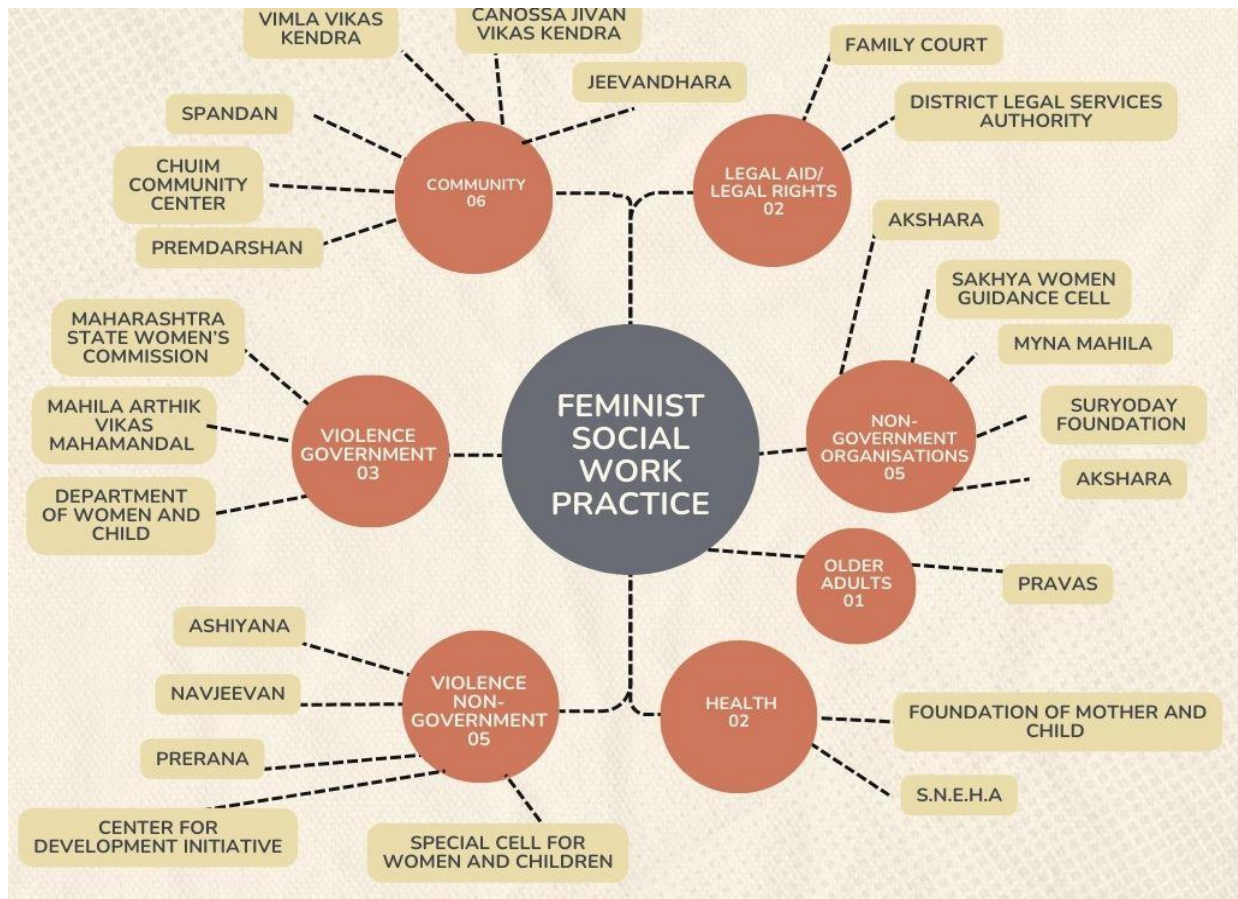 VIMLA VIKAS
KENDRA
CANOSSA JIVAN
VIKAS KENDRA
JEEVANDHARA
SPANDAN
CHUIM
COMMUNITY
CENTER
PREMDARSHAN
COMMUNITY
06
FAMILY COURT
DISTRICT LEGAL SERVICES
AUTHORITY
LEGAL AID/
LEGAL RIGHTS
02
AKSHARA
SAKHYA WOMEN
GUIDANCE CELL
MYNA MAHILA
SURYODAY
FOUNDATION
AKSHARA
NON-
GOVERNMENT
ORGANISATIONS
05
MAHARASHTRA
STATE WOMEN'S
COMMISSION
MAHILA ARTHIK
VIKAS
MAHAMANDAL
DEPARTMENT
OF WOMEN AND
CHILD
VIOLENCE
GOVERNMENT
03
FEMINIST
SOCIAL
WORK
PRACTICE
OLDER
ADULTS
01
PRAVAS
ASHIYANA
NAVJEEVAN
PRERANA
CENTER FOR
DEVELOPMENT INITIATIVE
SPECIAL CELL FOR
WOMEN AND CHILDREN
VIOLENCE
NON-
GOVERNMENT
05
HEALTH
02
FOUNDATION OF MOTHER AND
CHILD
S.N.E.H.A